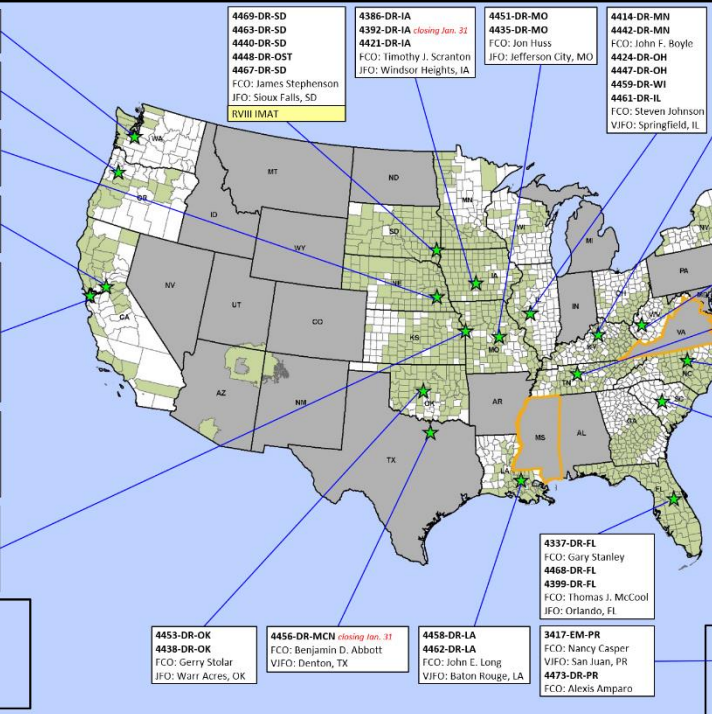 4469-DR-SD
4463-DR-SD
4440-DR-SD
4448-DR-OST
4467-DR-SD
FCO: James Stephenson
JFO: Sioux Falls, SD
RVIII IMAT
4386-DR-IA
4392-DR-IA closing Jan. 31
4421-DR-IA
FCO: Timothy J. Scranton
JFO: Windsor Heights, IA
4451-DR-MO
4435-DR-MO
FCO: Jon Huss
JFO: Jefferson City, MO
4414-DR-MN
4442-DR-MN
FCO: John F. Boyle
4424-DR-OH
4447-DR-OH
4459-DR-WI
4461-DR-IL
FCO: Steven Johnson
VJFO: Springfield, IL
WA
MT
ND
MN
OR
ID
SD
WI
MI
NY
WY
IA
PA
NE
NV
UT
CO
IL
IN
OH
WV
VA
CA
KS
MO
KY
NC
TN
AZ
NM
OK
AR
SC
MS
AL
GA
TX
LA
4337-DR-FL
FCO: Gary Stanley
4468-DR-FL
4399-DR-FL
FCO: Thomas J. McCool
JFO: Orlando, FL
4453-DR-OK
4438-DR-OK
FCO: Gerry Stolar
JFO: Warr Acres, OK
4456-DR-MCN closing Jan. 31
FCO: Benjamin D. Abbott
VJFO: Denton, TX
4458-DR-LA
4462-DR-LA
FCO: John E. Long
VJFO: Baton Rouge, LA
3417-EM-PR
FCO: Nancy Casper
VJFO: San Juan, PR
4473-DR-PR
FCO: Alexis Amparo